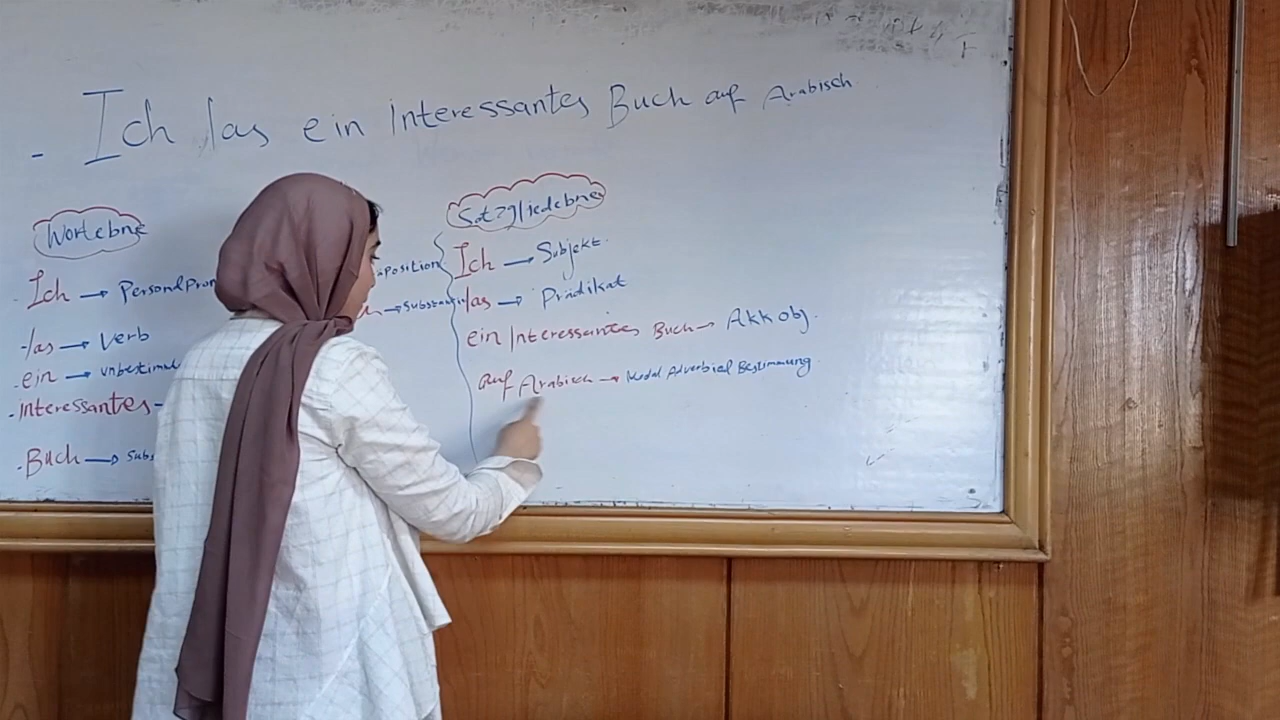 - Ich las ein Interessantes Buch auf Arabisch
Wortebne
- Ich → Personalpron
- las → Verb
- ein → unbestimm
- interessantes -
- Buch → Subs
position
→ Substantiv
Satzgliedebne
Ich → Subjekt.
las → Prädikat
ein Interessantes Buch → Akk obj.
auf Arabisch → Modal Adverbial Bestimmung.